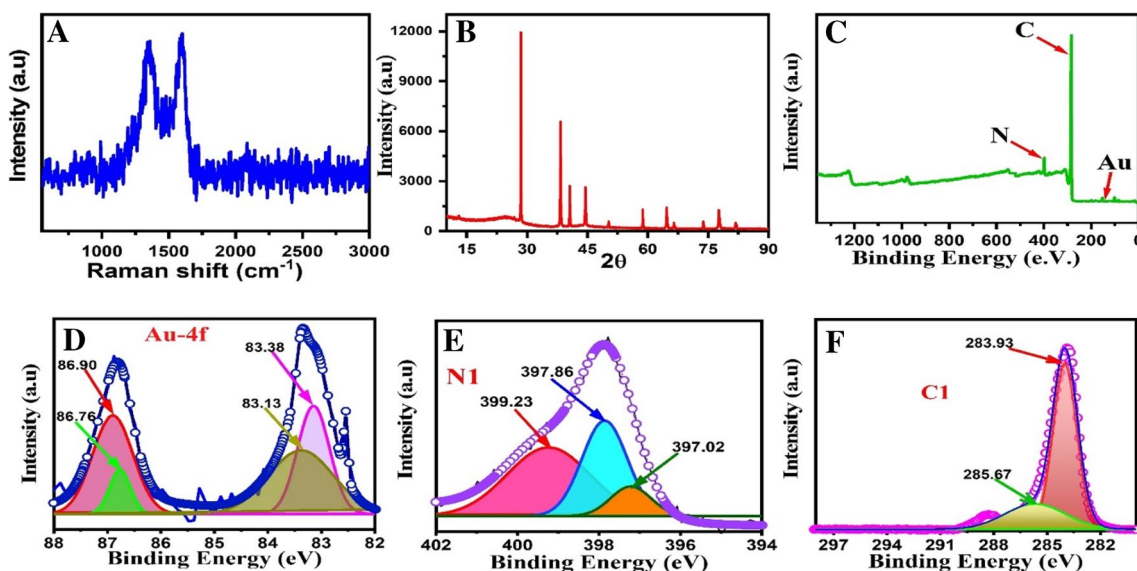 A
Intensity (a.u)
1000 1500 2000 2500 3000
Raman shift (cm-1)
B
Intensity (a.u)
12000
9000
6000
3000
0
15 30 45 60 75 90
2θ
C
C
N
Au
Intensity (a.u)
1200 1000 800 600 400 200 0
Binding Energy (e.V.)
D
Au-4f
86.90
86.76
83.38
83.13
Intensity (a.u)
88 87 86 85 84 83 82
Binding Energy (eV)
E
N1
399.23
397.86
397.02
Intensity (a.u)
402 400 398 396 394
Binding Energy (eV)
F
C1
283.93
285.67
Intensity (a.u)
297 294 291 288 285 282
Binding Energy (eV)